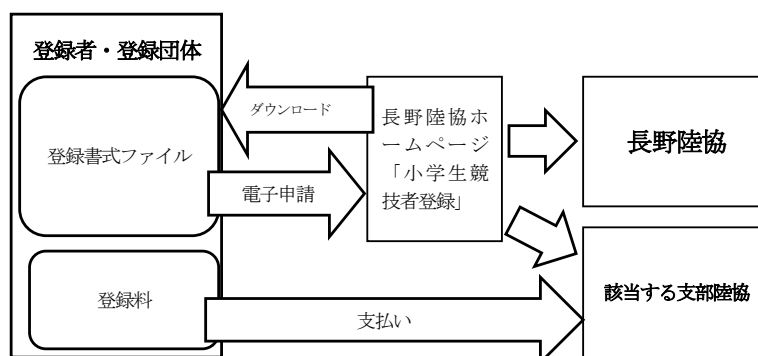 登録者・登録団体
登録書式ファイル
登録料
ダウンロード
電子申請
長野陸協ホ
ームページ
「小学生競
技者登録」
長野陸協
該当する支部陸協
支払い